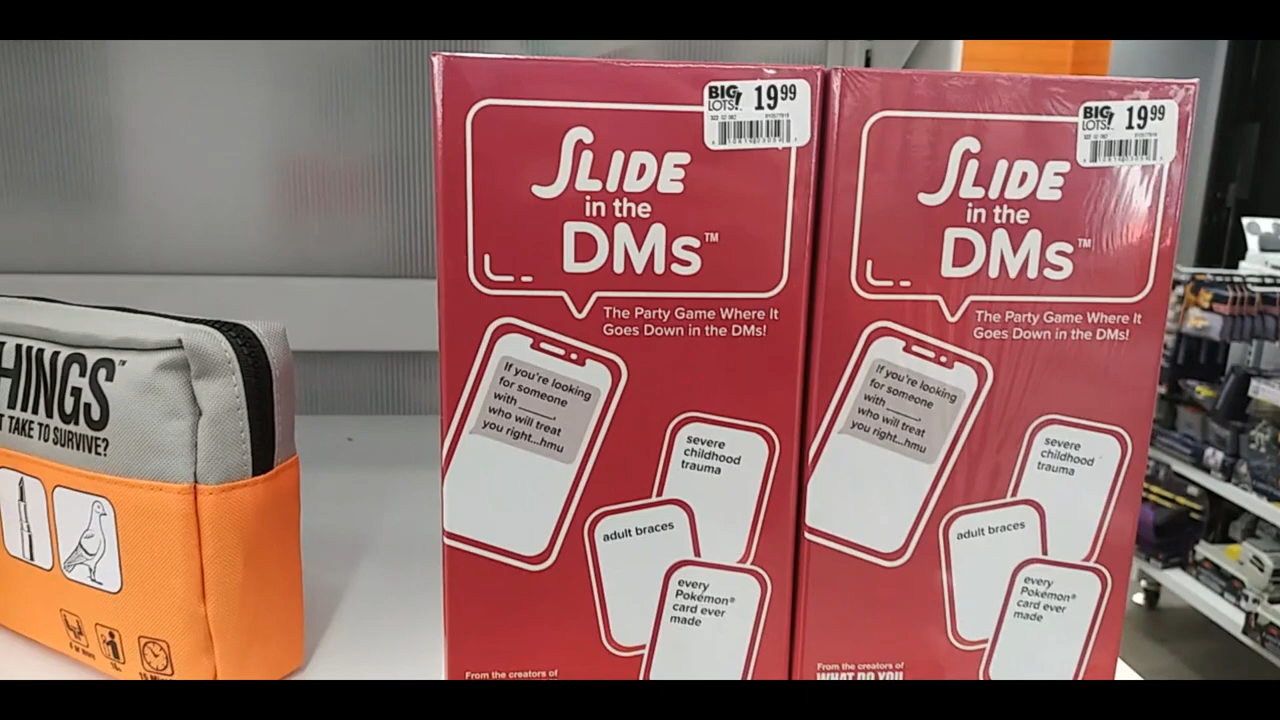 HINGS™
T TAKE TO SURVIVE?
BIG
LOTS!
19.99
SLIDE
in the
DMs™
The Party Game Where It
Goes Down in the DMs!
If you're looking
for someone
with ______,
who will treat
you right...hmu
severe
childhood
trauma
adult braces
every
Pokémon®
card ever
made
From the creators of
BIG
LOTS!
19.99
SLIDE
in the
DMs™
The Party Game Where It
Goes Down in the DMs!
If you're looking
for someone
with ______,
who will treat
you right...hmu
severe
childhood
trauma
adult braces
every
Pokémon®
card ever
made
From the creators of
WHAT DO YOU